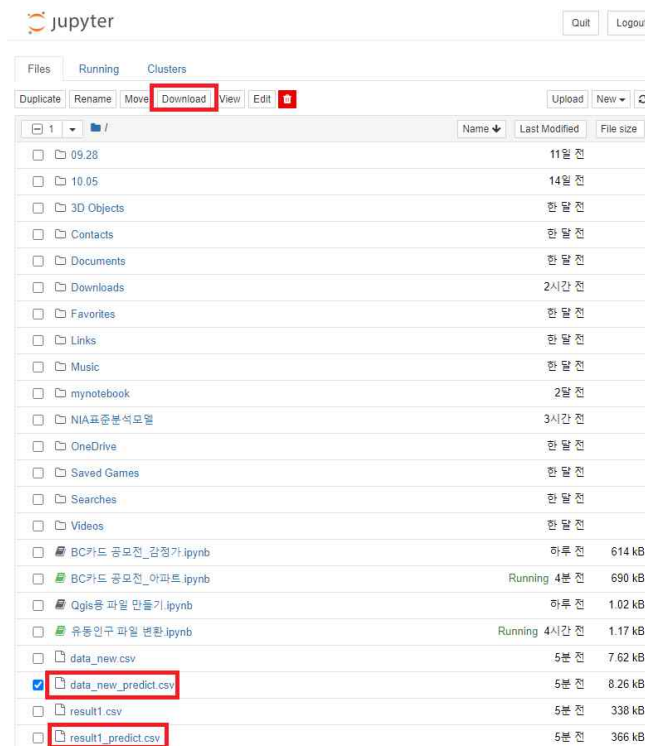 jupyter
Quit Logout
Files Running Clusters
Duplicate Rename Move Download View Edit Upload New
1 / Name Last Modified File size
09.28 11일 전
10.05 14일 전
3D Objects 한 달 전
Contacts 한 달 전
Documents 한 달 전
Downloads 2시간 전
Favorites 한 달 전
Links 한 달 전
Music 한 달 전
mynotebook 2달 전
NIA표준분석모델 3시간 전
OneDrive 한 달 전
Saved Games 한 달 전
Searches 한 달 전
Videos 한 달 전
BC카드 공모전_감정가.ipynb 하루 전 614 kB
BC카드 공모전_아파트.ipynb Running 4분 전 690 kB
Qgis용 파일 만들기.ipynb 하루 전 1.02 kB
유동인구 파일 변환.ipynb Running 4시간 전 1.17 kB
data_new.csv 5분 전 7.62 kB
data_new_predict.csv 5분 전 8.26 kB
result1.csv 5분 전 338 kB
result1_predict.csv 5분 전 366 kB